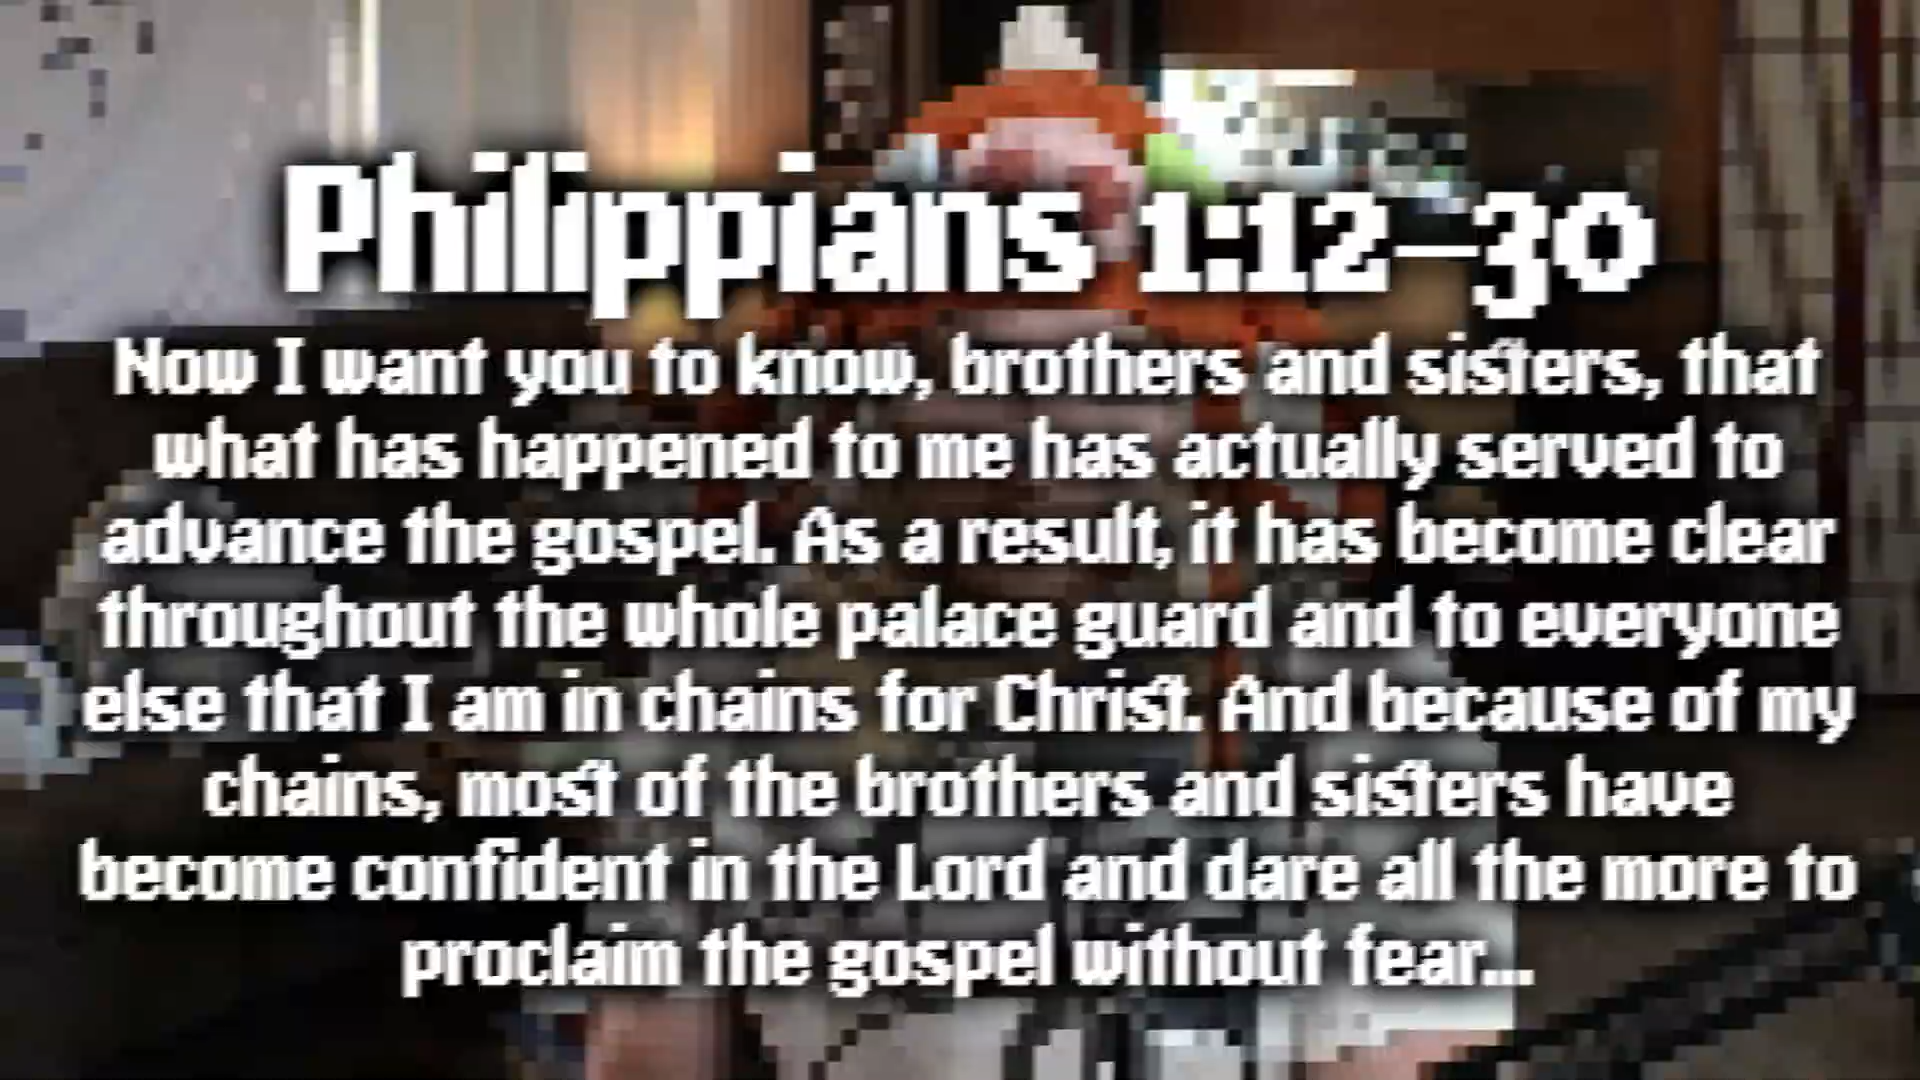 Philippians 1:12–30
Now I want you to know, brothers and sisters, that
what has happened to me has actually served to
advance the gospel. As a result, it has become clear
throughout the whole palace guard and to everyone
else that I am in chains for Christ. And because of my
chains, most of the brothers and sisters have
become confident in the Lord and dare all the more to
proclaim the gospel without fear...